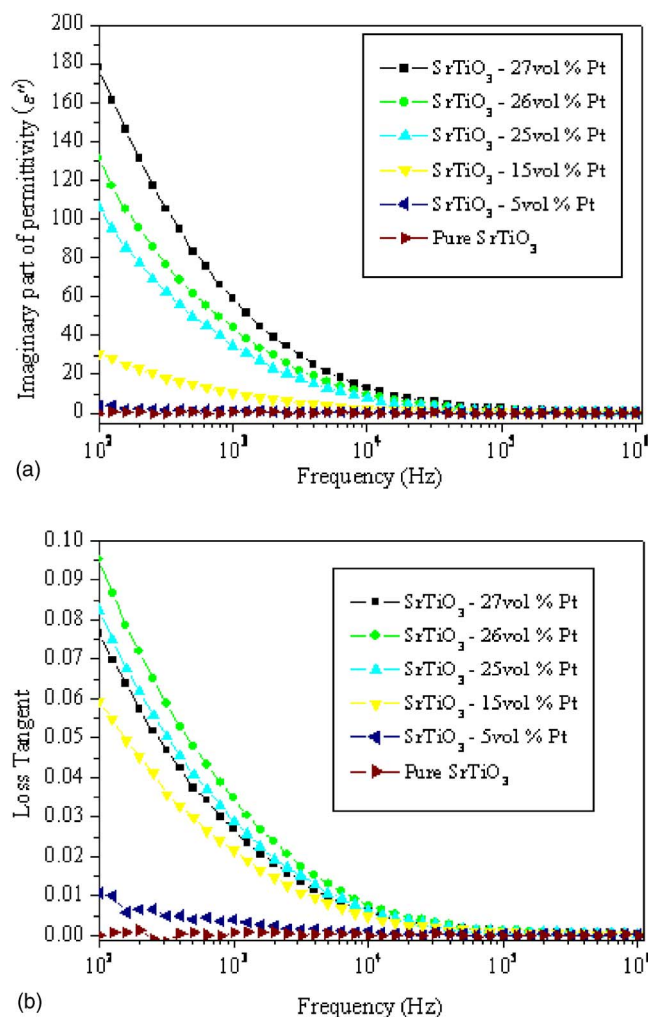 200
180
160
140
120
100
80
60
40
20
0
Imaginary part of permittivity (ε")
SrTiO₃ - 27vol % Pt
SrTiO₃ - 26vol % Pt
SrTiO₃ - 25vol % Pt
SrTiO₃ - 15vol % Pt
SrTiO₃ - 5vol % Pt
Pure SrTiO₃
10² 10³ 10⁴ 10⁵ 10⁶
Frequency (Hz)
(a)
0.10
0.09
0.08
0.07
0.06
0.05
0.04
0.03
0.02
0.01
0.00
Loss Tangent
SrTiO₃ - 27vol % Pt
SrTiO₃ - 26vol % Pt
SrTiO₃ - 25vol % Pt
SrTiO₃ - 15vol % Pt
SrTiO₃ - 5vol % Pt
Pure SrTiO₃
10² 10³ 10⁴ 10⁵ 10⁶
Frequency (Hz)
(b)